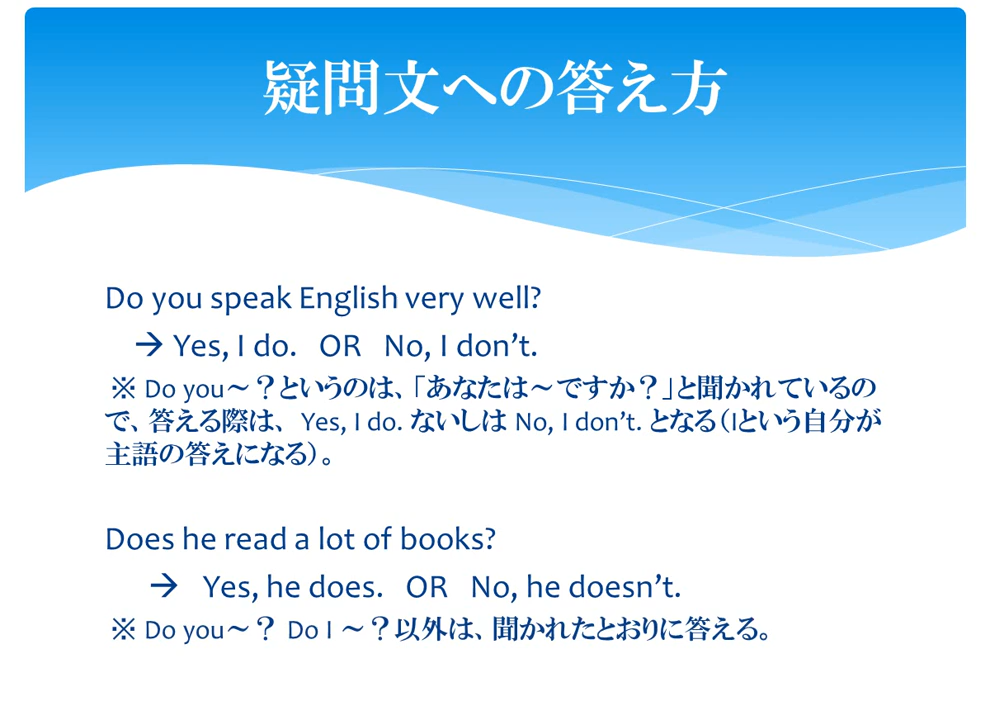 疑問文への答え方
Do you speak English very well?
→ Yes, I do. OR No, I don’t.
※ Do you～？というのは、「あなたは～ですか？」と聞かれているの
で、答える際は、 Yes, I do. ないしは No, I don’t. となる（Iという自分が
主語の答えになる）。
Does he read a lot of books?
→ Yes, he does. OR No, he doesn’t.
※ Do you～？ Do I ～？以外は、聞かれたとおりに答える。